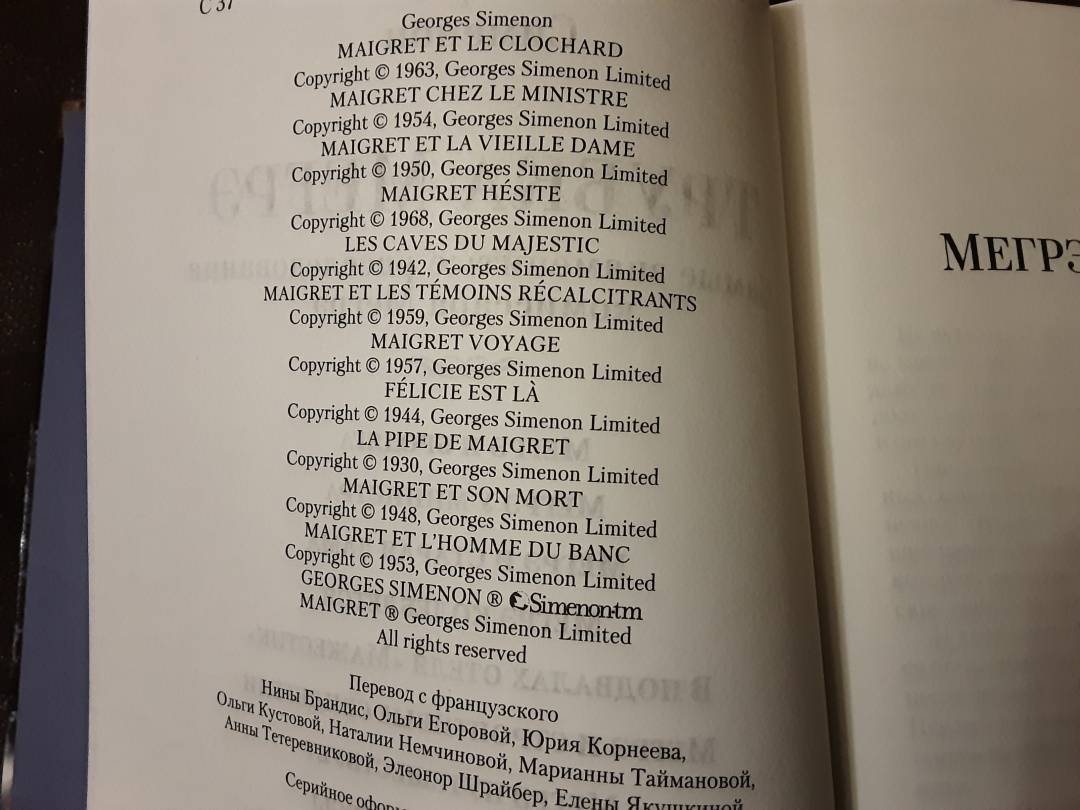 С 37
Georges Simenon
MAIGRET ET LE CLOCHARD
Copyright © 1963, Georges Simenon Limited
MAIGRET CHEZ LE MINISTRE
Copyright © 1954, Georges Simenon Limited
MAIGRET ET LA VIEILLE DAME
Copyright © 1950, Georges Simenon Limited
MAIGRET HÉSITE
Copyright © 1968, Georges Simenon Limited
LES CAVES DU MAJESTIC
Copyright © 1942, Georges Simenon Limited
MAIGRET ET LES TÉMOINS RÉCALCITRANTS
Copyright © 1959, Georges Simenon Limited
MAIGRET VOYAGE
Copyright © 1957, Georges Simenon Limited
FÉLICIE EST LÀ
Copyright © 1944, Georges Simenon Limited
LA PIPE DE MAIGRET
Copyright © 1930, Georges Simenon Limited
MAIGRET ET SON MORT
Copyright © 1948, Georges Simenon Limited
MAIGRET ET L'HOMME DU BANC
Copyright © 1953, Georges Simenon Limited
GEORGES SIMENON ® Simenon·tm
MAIGRET ® Georges Simenon Limited
All rights reserved
Перевод с французского
Нины Брандис, Ольги Егоровой, Юрия Корнеева,
Ольги Кустовой, Наталии Немчиновой, Марианны Таймановой,
Анны Тетеревниковой, Элеонор Шрайбер, Елены Якушкиной
Серийное офор
МЕГРЭ